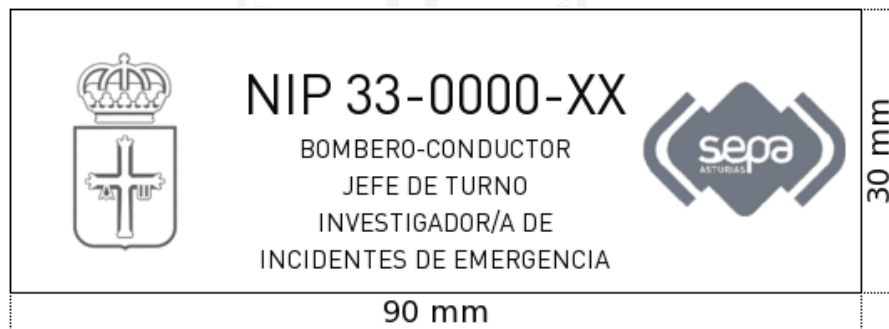 NIP 33-0000-XX
BOMBERO-CONDUCTOR
JEFE DE TURNO
INVESTIGADOR/A DE
INCIDENTES DE EMERGENCIA
sepa
ASTURIAS
30 mm
90 mm